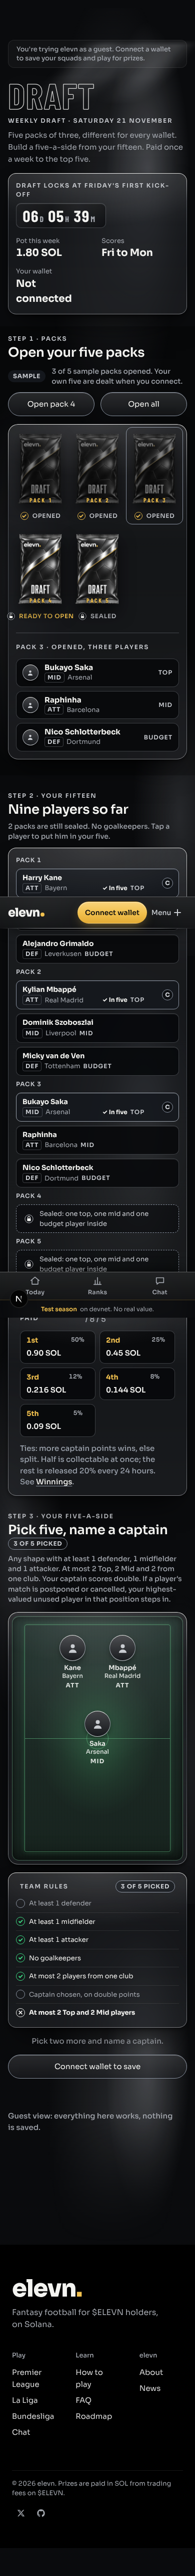 You're trying elevn as a guest. Connect a wallet
to save your squads and play for prizes.
DRAFT
WEEKLY DRAFT · SATURDAY 21 NOVEMBER
Five packs of three, different for every wallet.
Build a five-a-side from your fifteen. Paid once
a week to the top five.
DRAFT LOCKS AT FRIDAY'S FIRST KICK-
OFF
06D 05H 39M
Pot this week
1.80 SOL
Scores
Fri to Mon
Your wallet
Not
connected
STEP 1 · PACKS
Open your five packs
SAMPLE
3 of 5 sample packs opened. Your
own five are dealt when you connect.
Open pack 4
Open all
elevn.
DRAFT
PACK 1
OPENED
elevn.
DRAFT
PACK 2
OPENED
elevn.
DRAFT
PACK 3
OPENED
elevn.
DRAFT
READY TO OPEN
elevn.
DRAFT
SEALED
PACK 3 · OPENED, THREE PLAYERS
Bukayo Saka
MID Arsenal
TOP
Raphinha
ATT Barcelona
MID
Nico Schlotterbeck
DEF Dortmund
BUDGET
STEP 2 · YOUR FIFTEEN
Nine players so far
2 packs are still sealed. No goalkeepers. Tap a
player to put him in your five.
PACK 1
Harry Kane
ATT Bayern
✓ In five TOP
C
elevn.
Connect wallet
Menu
Alejandro Grimaldo
DEF Leverkusen BUDGET
PACK 2
Kylian Mbappé
ATT Real Madrid
✓ In five TOP
C
Dominik Szoboszlai
MID Liverpool MID
Micky van de Ven
DEF Tottenham BUDGET
PACK 3
Bukayo Saka
MID Arsenal
✓ In five TOP
C
Raphinha
ATT Barcelona MID
Nico Schlotterbeck
DEF Dortmund BUDGET
PACK 4
Sealed: one top, one mid and one
budget player inside
PACK 5
Sealed: one top, one mid and one
budget player inside
Today
Ranks
Chat
N
Test season on devnet. No real value.
1st 50%
0.90 SOL
2nd 25%
0.45 SOL
3rd 12%
0.216 SOL
4th 8%
0.144 SOL
5th 5%
0.09 SOL
Ties: more captain points wins, else
split. Half is collectable at once; the
rest is released 20% every 24 hours.
See Winnings.
STEP 3 · YOUR FIVE-A-SIDE
Pick five, name a captain
3 OF 5 PICKED
Any shape with at least 1 defender, 1 midfielder
and 1 attacker. At most 2 Top, 2 Mid and 2 from
one club. Your captain scores double. If a player's
match is postponed or cancelled, your highest-
valued unused player in that position steps in.
Kane
Bayern
ATT
Mbappé
Real Madrid
ATT
Saka
Arsenal
MID
TEAM RULES
3 OF 5 PICKED
At least 1 defender
At least 1 midfielder
At least 1 attacker
No goalkeepers
At most 2 players from one club
Captain chosen, on double points
At most 2 Top and 2 Mid players
Pick two more and name a captain.
Connect wallet to save
Guest view: everything here works, nothing
is saved.
elevn.
Fantasy football for $ELEVN holders,
on Solana.
Play
Learn
elevn
Premier
League
La Liga
Bundesliga
Chat
How to
play
FAQ
Roadmap
About
News
© 2026 elevn. Prizes are paid in SOL from trading
fees on $ELEVN.